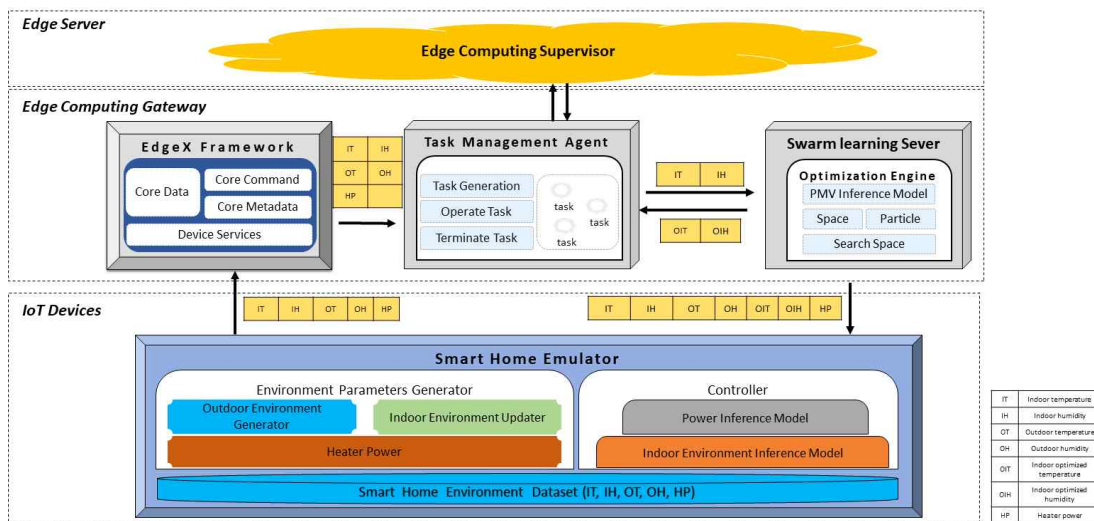 Edge Server
Edge Computing Supervisor
Edge Computing Gateway
EdgeX Framework
Core Data
Core Command
Core Metadata
Device Services
IT IH
OT OH
HP
Task Management Agent
Task Generation
Operate Task
Terminate Task
task
task
task
IT IH
OIT OIH
Swarm learning Sever
Optimization Engine
PMV Inference Model
Space Particle
Search Space
IoT Devices
IT IH OT OH HP
IT IH OT OH OIT OIH HP
Smart Home Emulator
Environment Parameters Generator
Outdoor Environment
Generator
Indoor Environment Updater
Heater Power
Controller
Power Inference Model
Indoor Environment Inference Model
Smart Home Environment Dataset (IT, IH, OT, OH, HP)
IT Indoor temperature
IH Indoor humidity
OT Outdoor temperature
OH Outdoor humidity
OIT Indoor optimized
temperature
OIH Indoor optimized
humidity
HP Heater power